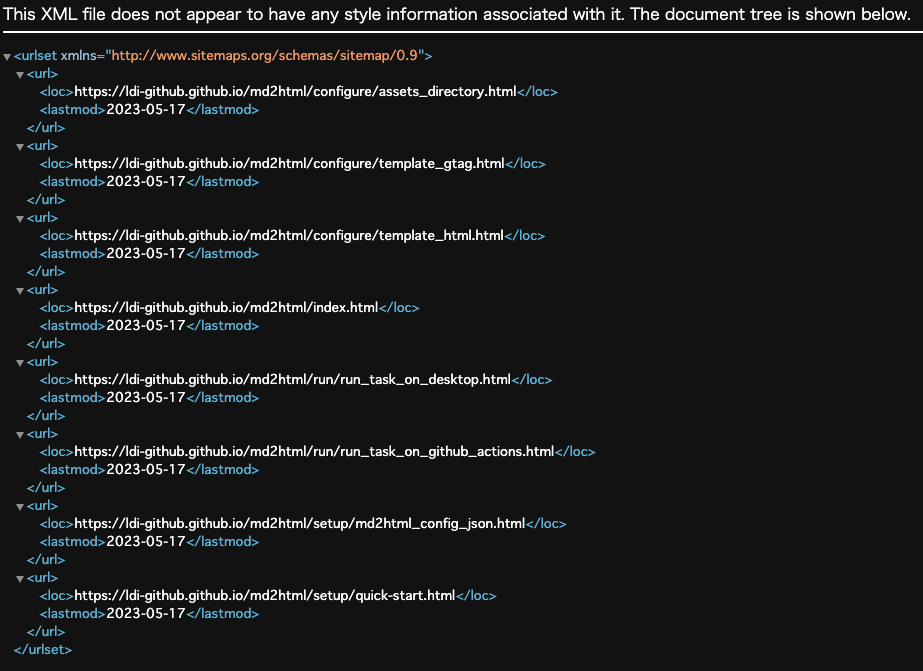 This XML file does not appear to have any style information associated with it. The document tree is shown below.
▼<urlset xmlns="http://www.sitemaps.org/schemas/sitemap/0.9">
▼<url>
<loc>https://ldi-github.github.io/md2html/configure/assets_directory.html</loc>
<lastmod>2023-05-17</lastmod>
</url>
▼<url>
<loc>https://ldi-github.github.io/md2html/configure/template_gtag.html</loc>
<lastmod>2023-05-17</lastmod>
</url>
▼<url>
<loc>https://ldi-github.github.io/md2html/configure/template_html.html</loc>
<lastmod>2023-05-17</lastmod>
</url>
▼<url>
<loc>https://ldi-github.github.io/md2html/index.html</loc>
<lastmod>2023-05-17</lastmod>
</url>
▼<url>
<loc>https://ldi-github.github.io/md2html/run/run_task_on_desktop.html</loc>
<lastmod>2023-05-17</lastmod>
</url>
▼<url>
<loc>https://ldi-github.github.io/md2html/run/run_task_on_github_actions.html</loc>
<lastmod>2023-05-17</lastmod>
</url>
▼<url>
<loc>https://ldi-github.github.io/md2html/setup/md2html_config_json.html</loc>
<lastmod>2023-05-17</lastmod>
</url>
▼<url>
<loc>https://ldi-github.github.io/md2html/setup/quick-start.html</loc>
<lastmod>2023-05-17</lastmod>
</url>
</urlset>